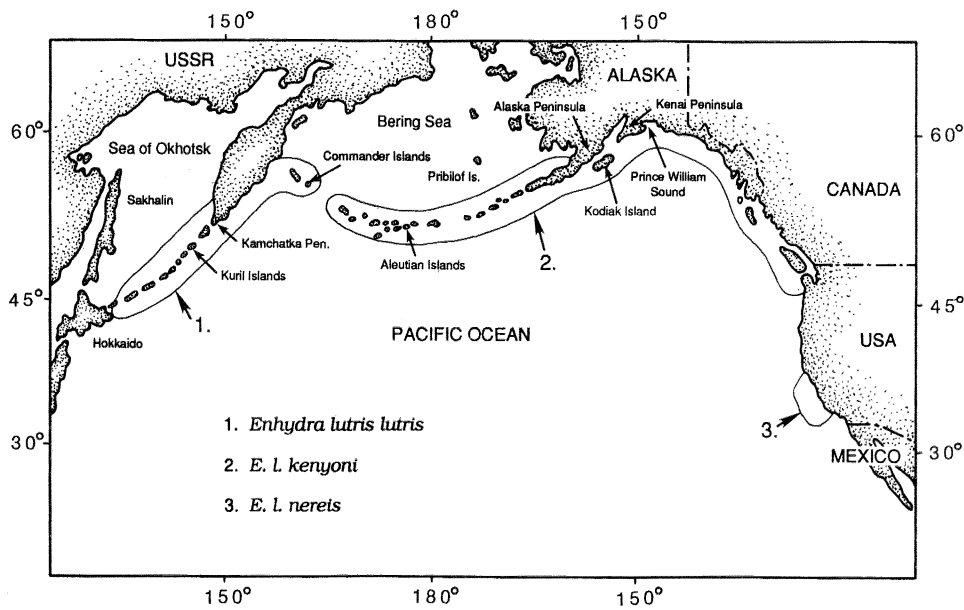 150° 180° 150°
USSR
ALASKA
Alaska Peninsula
Kenai Peninsula
60°
Bering Sea
60°
Sea of Okhotsk
Commander Islands
Pribilof Is.
Prince William
Sound
CANADA
Sakhalin
Kodiak Island
Kamchatka Pen.
Aleutian Islands
2.
Kuril Islands
45°
45°
1.
PACIFIC OCEAN
USA
Hokkaido
1. Enhydra lutris lutris
3.
30°
30°
MEXICO
2. E. l. kenyoni
3. E. l. nereis
150° 180° 150°